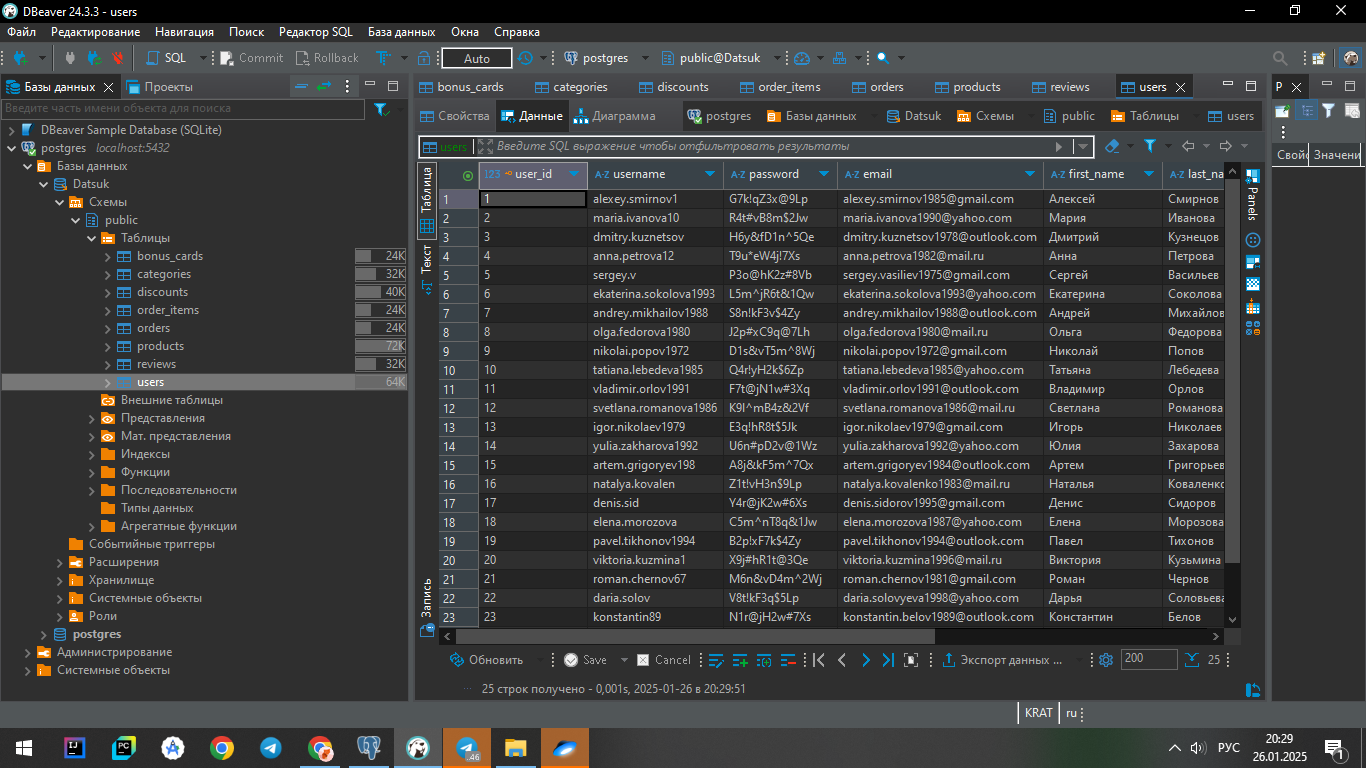 DBeaver 24.3.3 - users
Файл Редактирование Навигация Поиск Редактор SQL База данных Окна Справка
SQL Commit Rollback Auto postgres public@Datsuk
Базы данных Проекты
Введите часть имени объекта для поиска
DBeaver Sample Database (SQLite)
postgres localhost:5432
Базы данных
Datsuk
Схемы
public
Таблицы
bonus_cards 24K
categories 32K
discounts 40K
order_items 24K
orders 24K
products 72K
reviews 32K
users 64K
Внешние таблицы
Представления
Мат. представления
Индексы
Функции
Последовательности
Типы данных
Агрегатные функции
Событийные триггеры
Расширения
Хранилище
Системные объекты
Роли
postgres
Администрирование
Системные объекты
bonus_cards categories discounts order_items orders products reviews users
Свойства Данные Диаграмма postgres Базы данных Datsuk Схемы public Таблицы users
users Введите SQL выражение чтобы отфильтровать результаты
Таблица
Текст
Запись
123 user_id A-Z username A-Z password A-Z email A-Z first_name A-Z last_na
1 1 alexey.smirnov1 G7k!qZ3x@9Lp alexey.smirnov1985@gmail.com Алексей Смирнов
2 2 maria.ivanova10 R4t#vB8m$2Jw maria.ivanova1990@yahoo.com Мария Иванова
3 3 dmitry.kuznetsov H6y&fD1n^5Qe dmitry.kuznetsov1978@outlook.com Дмитрий Кузнецов
4 4 anna.petrova12 T9u*eW4j!7Xs anna.petrova1982@mail.ru Анна Петрова
5 5 sergey.v P3o@hK2z#8Vb sergey.vasiliev1975@gmail.com Сергей Васильев
6 6 ekaterina.sokolova1993 L5m^jR6t&1Qw ekaterina.sokolova1993@yahoo.com Екатерина Соколова
7 7 andrey.mikhailov1988 S8n!kF3v$4Zy andrey.mikhailov1988@outlook.com Андрей Михайлов
8 8 olga.fedorova1980 J2p#xC9q@7Lh olga.fedorova1980@mail.ru Ольга Федорова
9 9 nikolai.popov1972 D1s&vT5m^8Wj nikolai.popov1972@gmail.com Николай Попов
10 10 tatiana.lebedeva1985 Q4r!yH2k$6Zp tatiana.lebedeva1985@yahoo.com Татьяна Лебедева
11 11 vladimir.orlov1991 F7t@jN1w#3Xq vladimir.orlov1991@outlook.com Владимир Орлов
12 12 svetlana.romanova1986 K9l^mB4z&2Vf svetlana.romanova1986@mail.ru Светлана Романова
13 13 igor.nikolaev1979 E3q!hR8t$5Jk igor.nikolaev1979@gmail.com Игорь Николаев
14 14 yulia.zakharova1992 U6n#pD2v@1Wz yulia.zakharova1992@yahoo.com Юлия Захарова
15 15 artem.grigoryev198 A8j&kF5m^7Qx artem.grigoryev1984@outlook.com Артем Григорьев
16 16 natalya.kovalen Z1t!vH3n$9Lp natalya.kovalenko1983@mail.ru Наталья Коваленко
17 17 denis.sid Y4r@jK2w#6Xs denis.sidorov1995@gmail.com Денис Сидоров
18 18 elena.morozova C5m^nT8q&1Jw elena.morozova1987@yahoo.com Елена Морозова
19 19 pavel.tikhonov1994 B2p!xF7k$4Zy pavel.tikhonov1994@outlook.com Павел Тихонов
20 20 viktoria.kuzmina1 X9j#hR1t@3Qe viktoria.kuzmina1996@mail.ru Виктория Кузьмина
21 21 roman.chernov67 M6n&vD4m^2Wj roman.chernov1981@gmail.com Роман Чернов
22 22 daria.solov V8t!kF3q$5Lp daria.solovyeva1998@yahoo.com Дарья Соловьева
23 23 konstantin89 N1r@jH2w#7Xs konstantin.belov1989@outlook.com Константин Белов
Panels
Обновить Save Cancel Экспорт данных ... 200 25
25 строк получено - 0,001s, 2025-01-26 в 20:29:51
Р
Свой Значени
KRAT ru
.46
РУС
20:29
26.01.2025
1